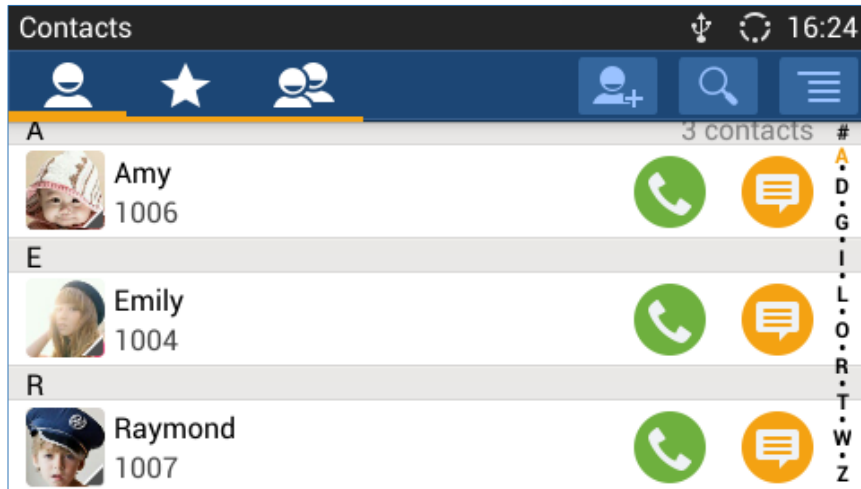 Contacts 16:24
A 3 contacts
Amy
1006
E
Emily
1004
R
Raymond
1007
#
A
D
G
I
L
O
R
T
W
Z